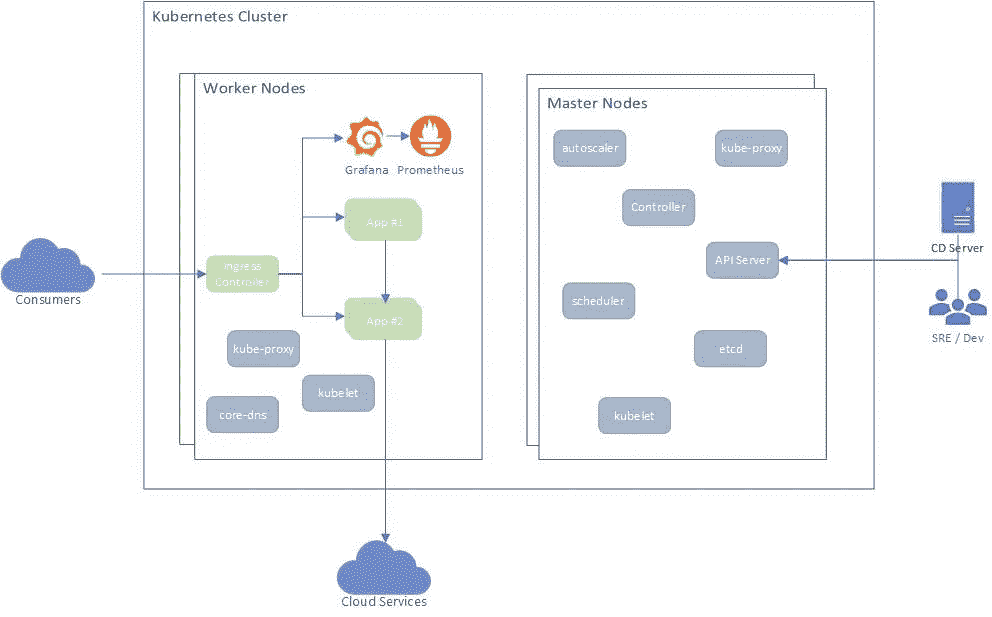 Kubernetes Cluster
Worker Nodes
Grafana
Prometheus
App #1
Ingress
Controller
App #2
kube-proxy
kubelet
core-dns
Master Nodes
autoscaler
kube-proxy
Controller
API Server
scheduler
etcd
kubelet
Consumers
CD Server
SRE / Dev
Cloud Services